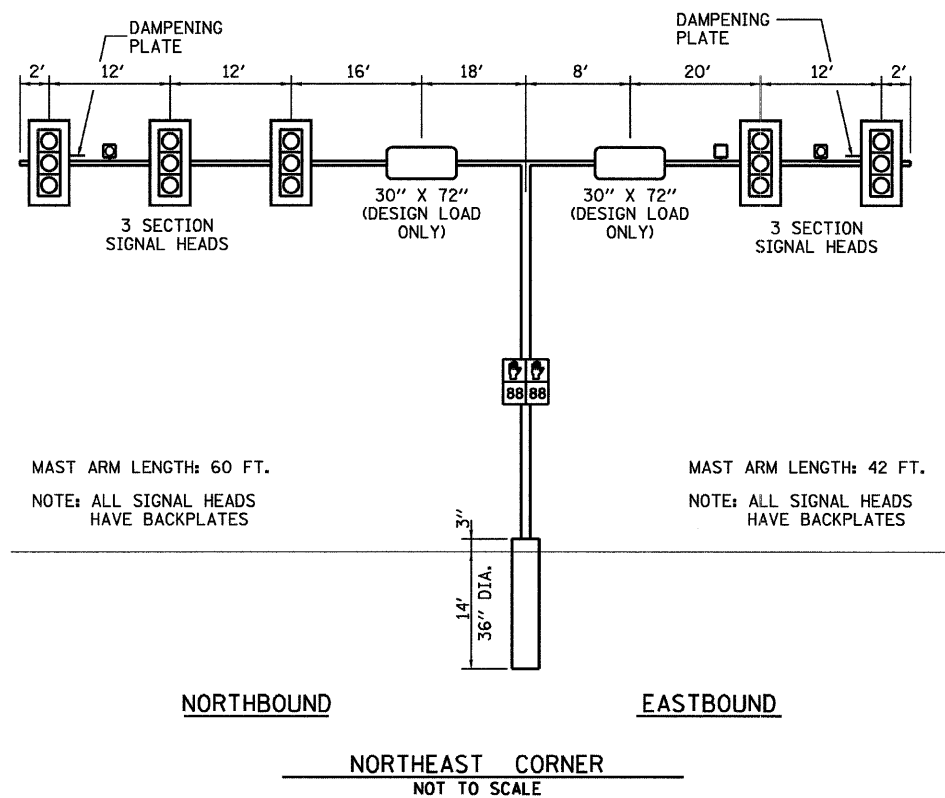 DAMPENING
PLATE
DAMPENING
PLATE
2' 12' 12' 16' 18' 8' 20' 12' 2'
30" X 72"
(DESIGN LOAD
ONLY)
30" X 72"
(DESIGN LOAD
ONLY)
3 SECTION
SIGNAL HEADS
3 SECTION
SIGNAL HEADS
88 88
MAST ARM LENGTH: 60 FT.
NOTE: ALL SIGNAL HEADS
HAVE BACKPLATES
MAST ARM LENGTH: 42 FT.
NOTE: ALL SIGNAL HEADS
HAVE BACKPLATES
3"
14'
36" DIA.
NORTHBOUND
EASTBOUND
NORTHEAST CORNER
NOT TO SCALE